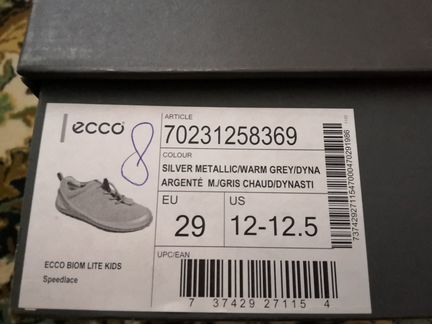 ecco
8
ARTICLE
70231258369
COLOUR
SILVER METALLIC/WARM GREY/DYNA
ARGENTÉ M./GRIS CHAUD/DYNASTI
EU
29
US
12-12.5
ECCO BIOM LITE KIDS
Speedlace
UPC/EAN
7 37429 27115 4